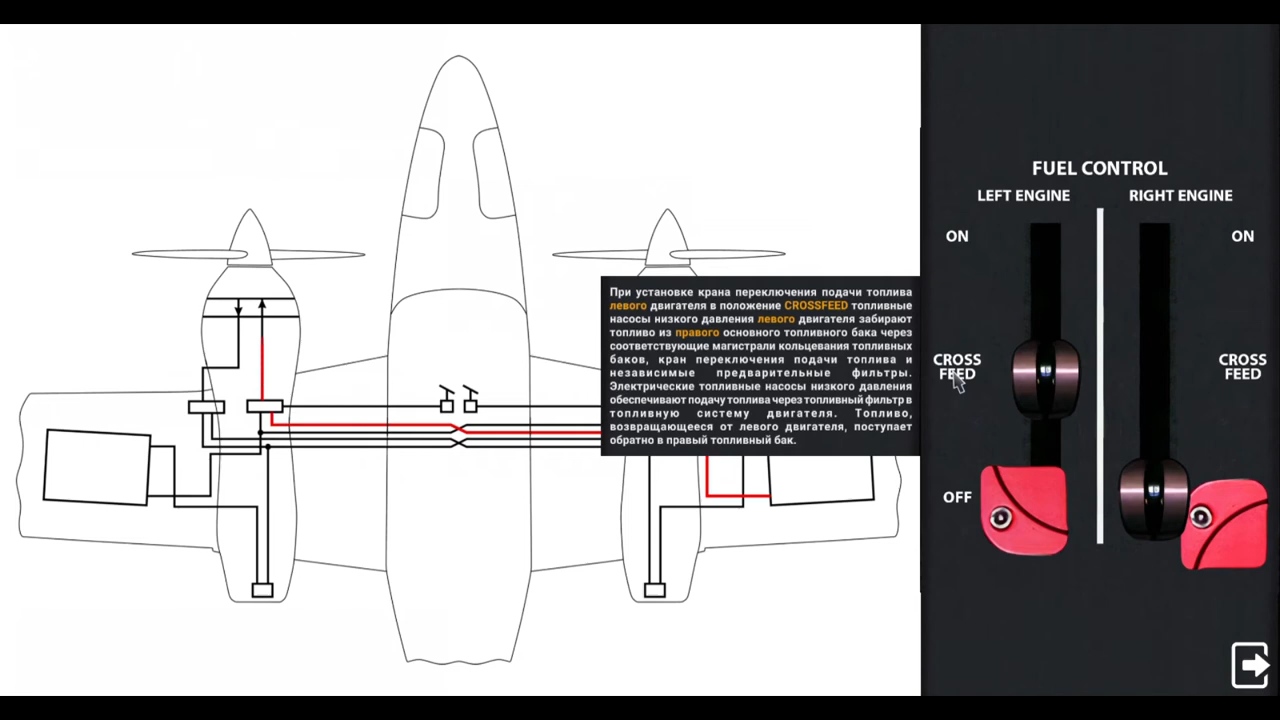 При установке крана переключения подачи топлива
левого двигателя в положение CROSSFEED топливные
насосы низкого давления левого двигателя забирают
топливо из правого основного топливного бака через
соответствующие магистрали кольцевания топливных
баков, кран переключения подачи топлива и
независимые предварительные фильтры.
Электрические топливные насосы низкого давления
обеспечивают подачу топлива через топливный фильтр в
топливную систему двигателя. Топливо,
возвращающееся от левого двигателя, поступает
обратно в правый топливный бак.
FUEL CONTROL
LEFT ENGINE
RIGHT ENGINE
ON
ON
CROSS
FEED
CROSS
FEED
OFF